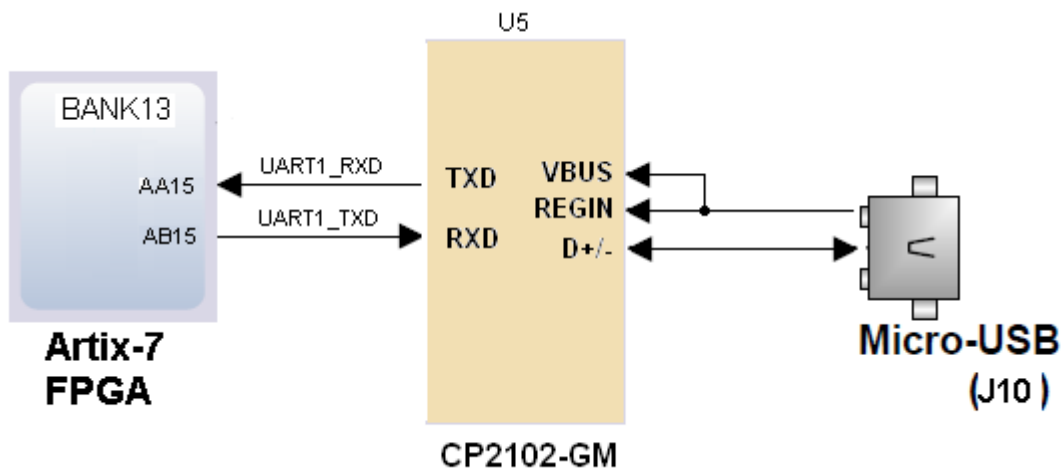 U5
BANK13
AA15
AB15
UART1_RXD
UART1_TXD
TXD
RXD
VBUS
REGIN
D+/-
Artix-7
FPGA
CP2102-GM
Micro-USB
(J10 )